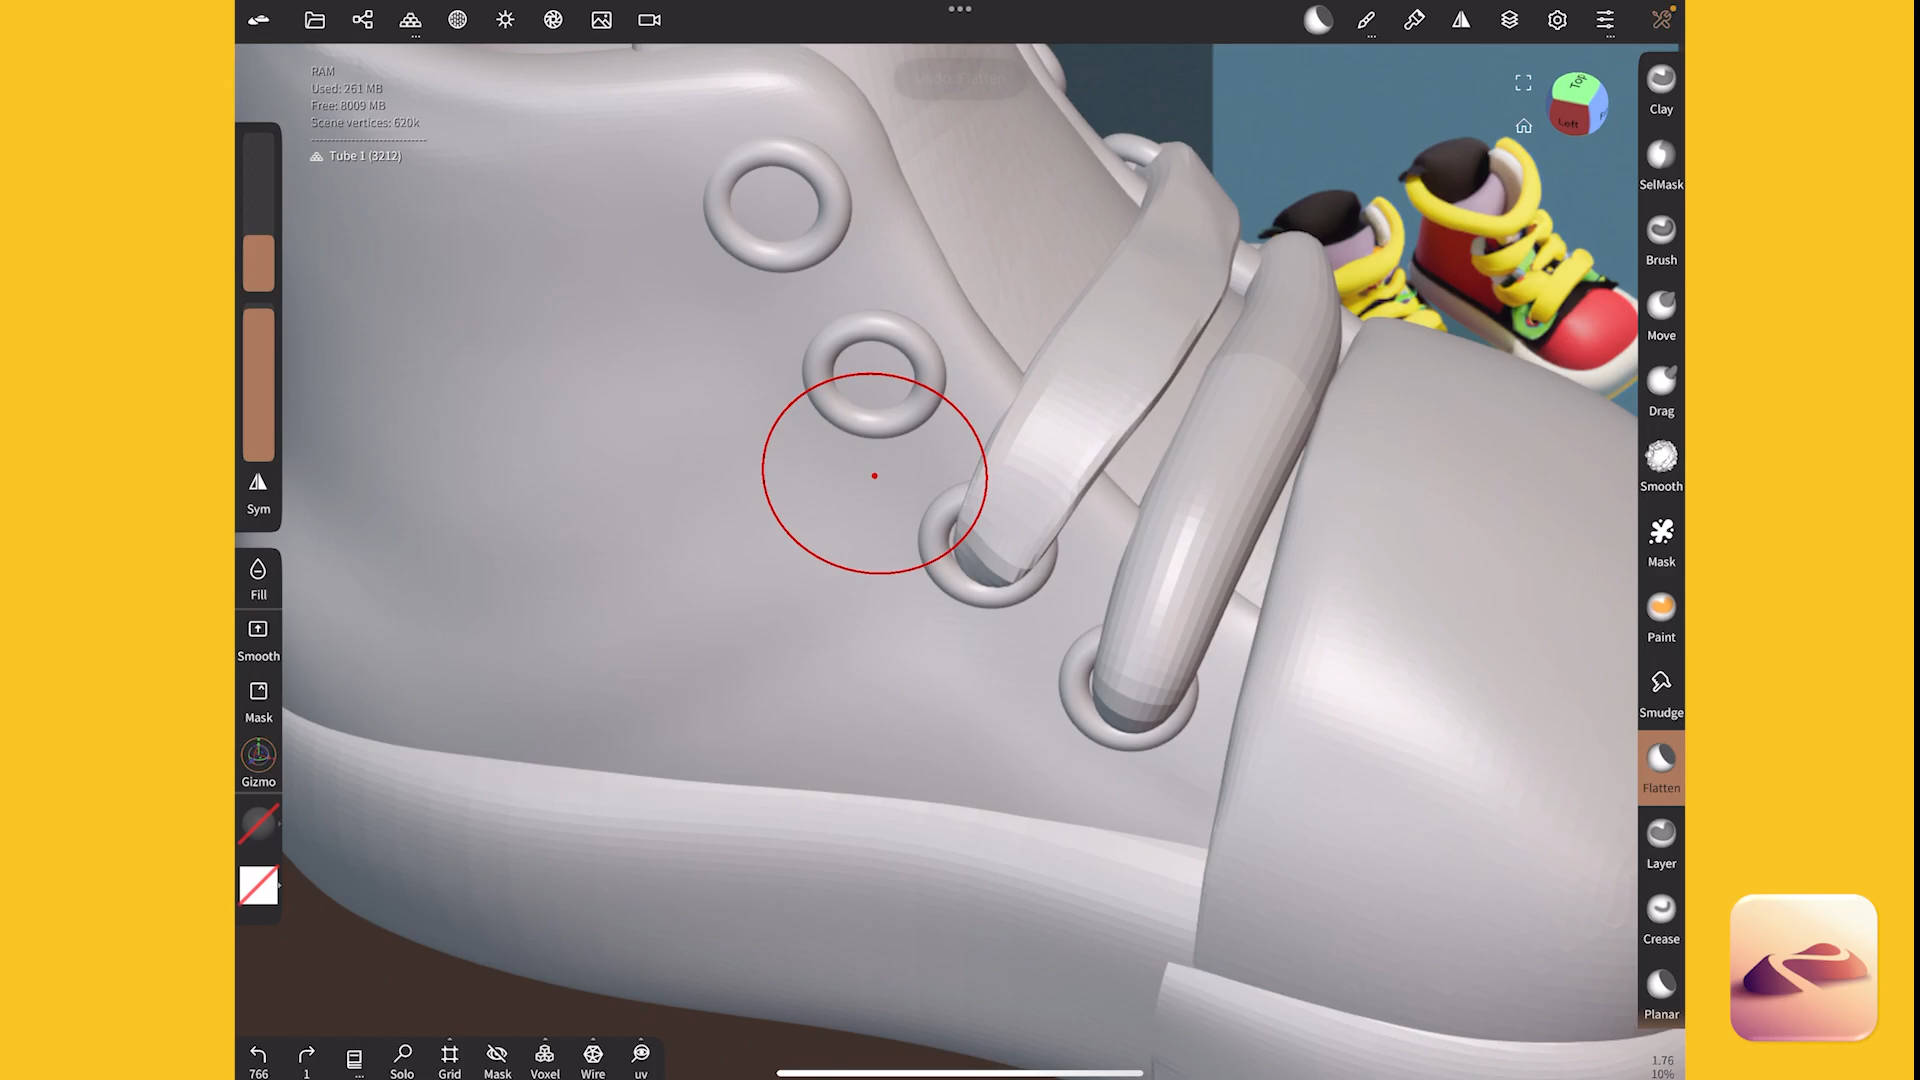 RAM
Used: 261 MB
Free: 8009 MB
Scene vertices: 620k
Tube 1 (3212)
Undo: Flatten
Top
Left
Sym
Fill
Smooth
Mask
Gizmo
Clay
SelMask
Brush
Move
Drag
Smooth
Mask
Paint
Smudge
Flatten
Layer
Crease
Planar
766
1
Solo
Grid
Mask
Voxel
Wire
uv
1.76
10%